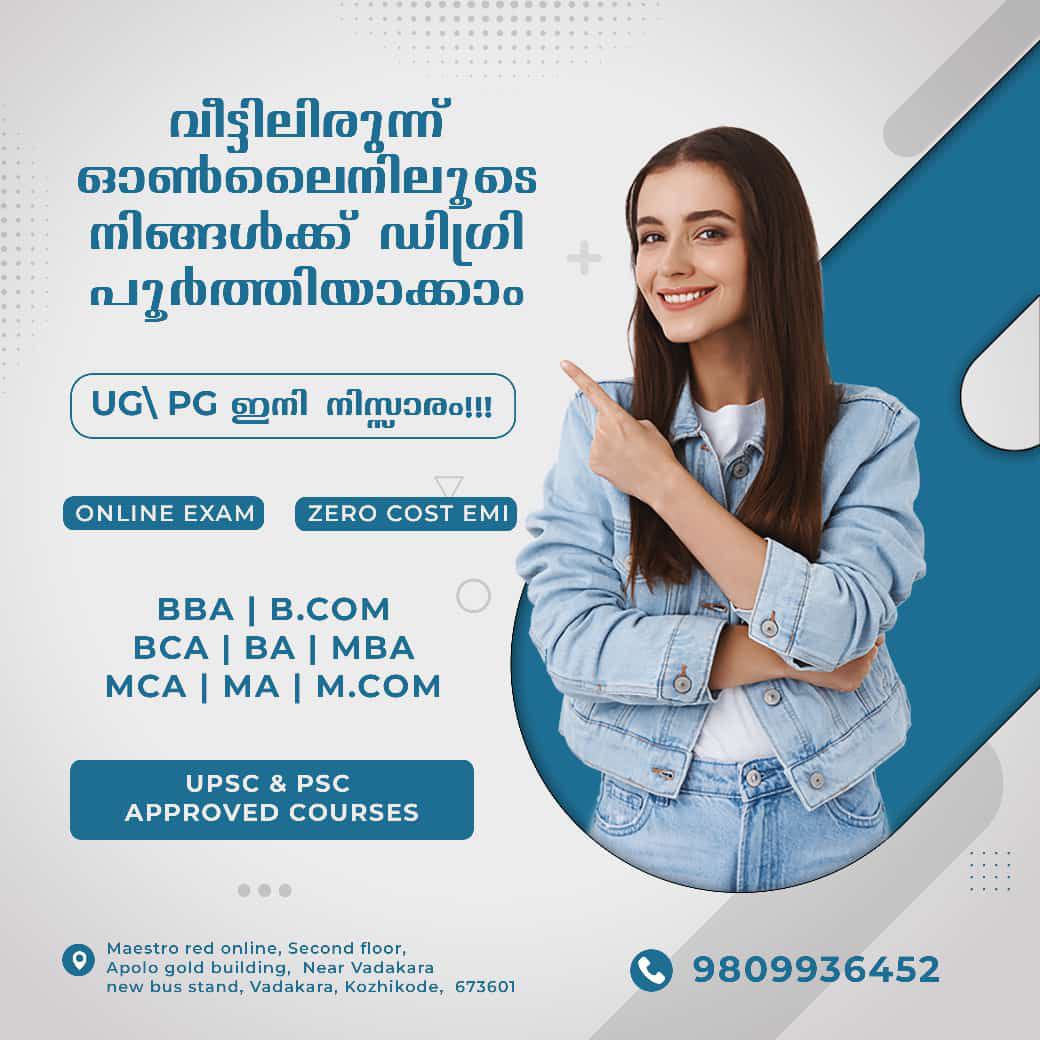 വീട്ടിലിരുന്ന്
ഓൺലൈനിലൂടെ
നിങ്ങൾക്ക് ഡിഗ്രി
പൂർത്തിയാക്കാം
UG\ PG ഇനി നിസ്സാരം!!!
ONLINE EXAM
ZERO COST EMI
BBA | B.COM
BCA | BA | MBA
MCA | MA | M.COM
UPSC & PSC
APPROVED COURSES
Maestro red online, Second floor,
Apolo gold building, Near Vadakara
new bus stand, Vadakara, Kozhikode, 673601
9809936452